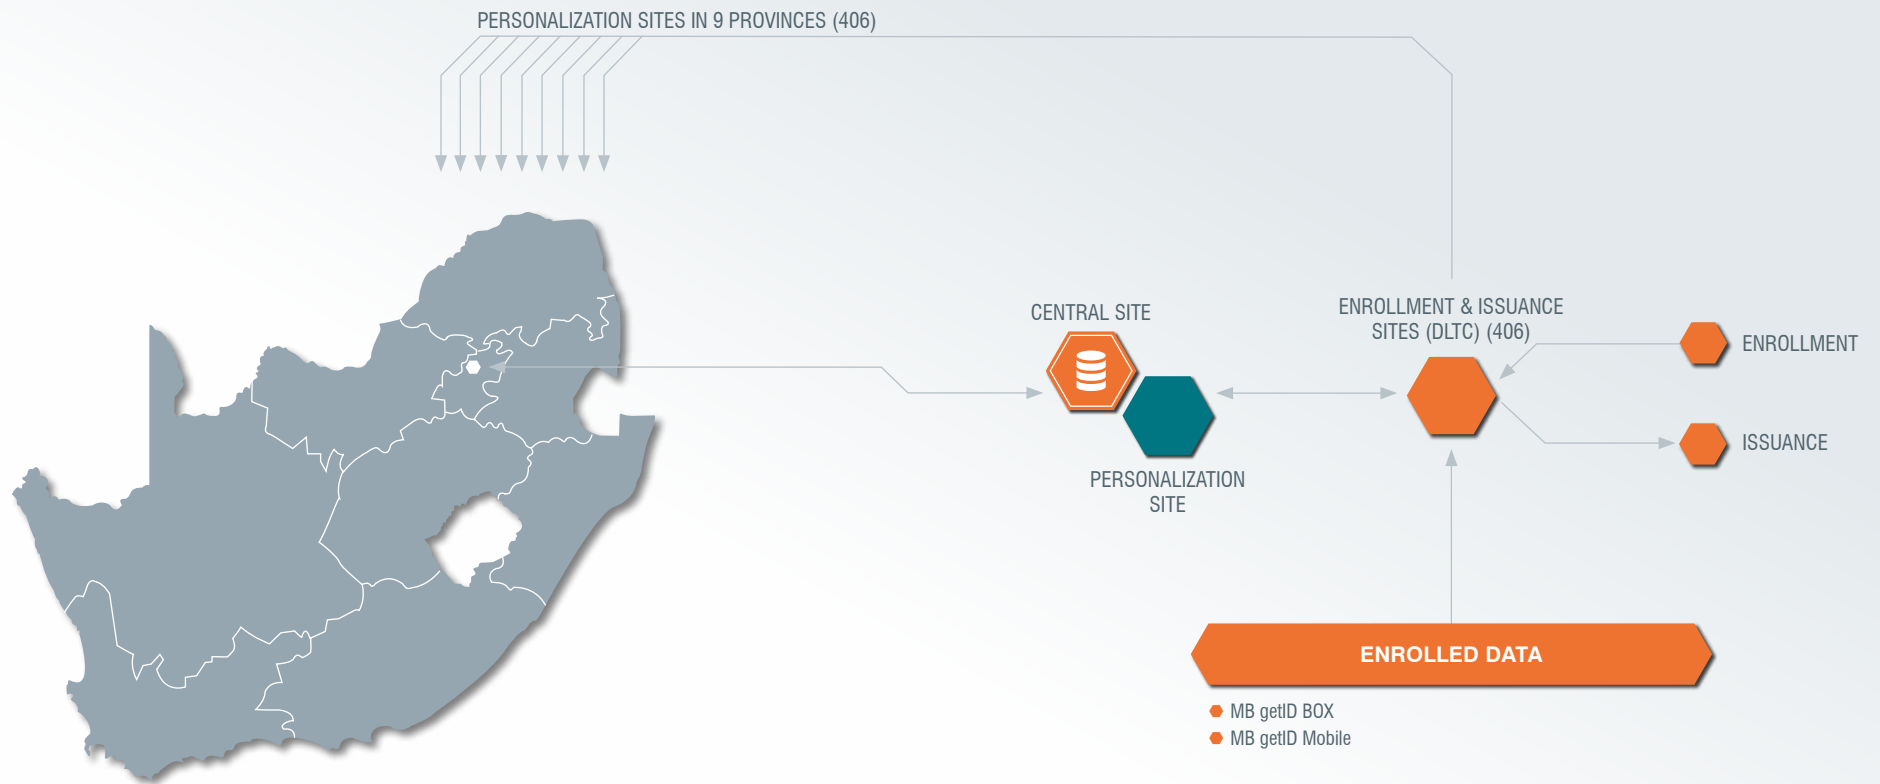 PERSONALIZATION SITES IN 9 PROVINCES (406)
CENTRAL SITE
PERSONALIZATION
SITE
ENROLLMENT & ISSUANCE
SITES (DLTC) (406)
ENROLLMENT
ISSUANCE
ENROLLED DATA
MB getID BOX
MB getID Mobile